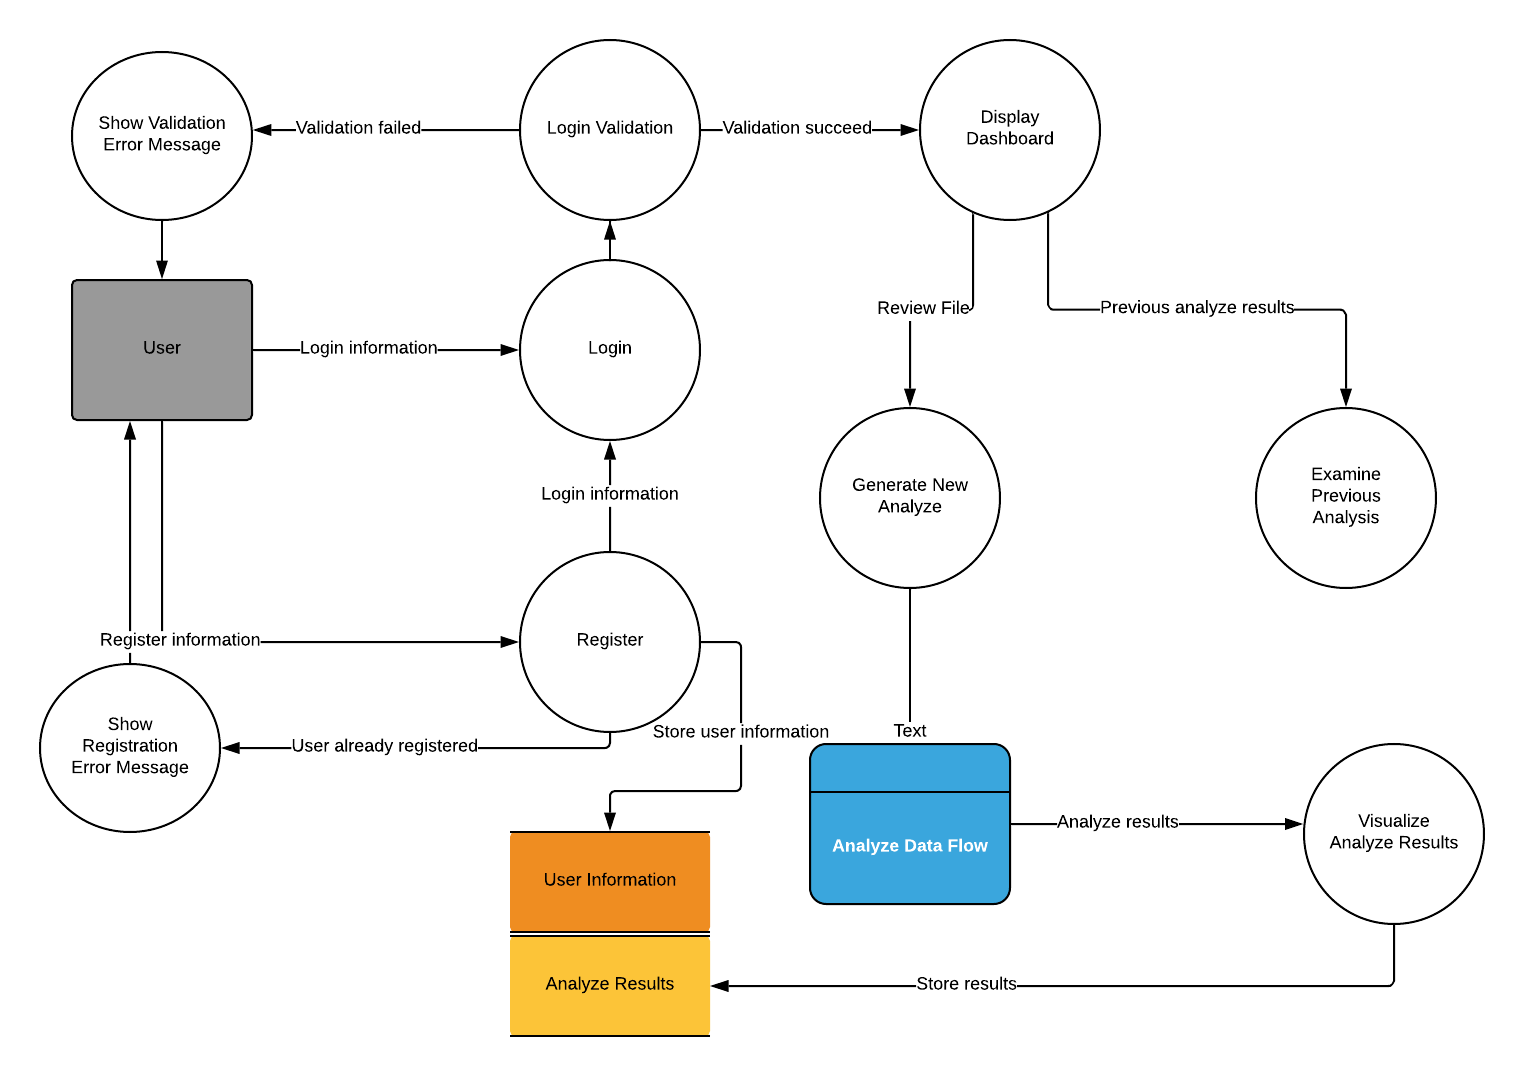 Show Validation
Error Message
Validation failed
Login Validation
Validation succeed
Display
Dashboard
User
Login information
Login
Review File
Previous analyze results
Login information
Generate New
Analyze
Examine
Previous
Analysis
Register information
Register
Show
Registration
Error Message
User already registered
Store user information
Text
Analyze Data Flow
Analyze results
Visualize
Analyze Results
User Information
Analyze Results
Store results